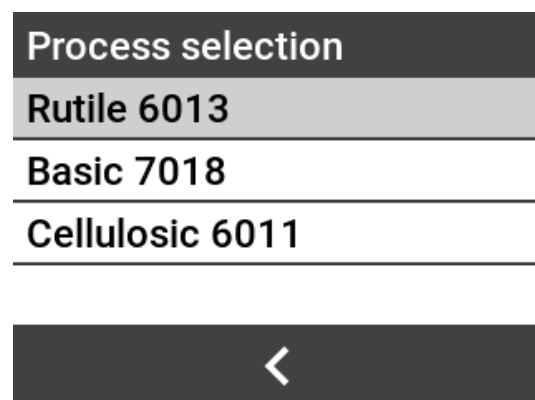 Process selection
Rutile 6013
Basic 7018
Cellulosic 6011